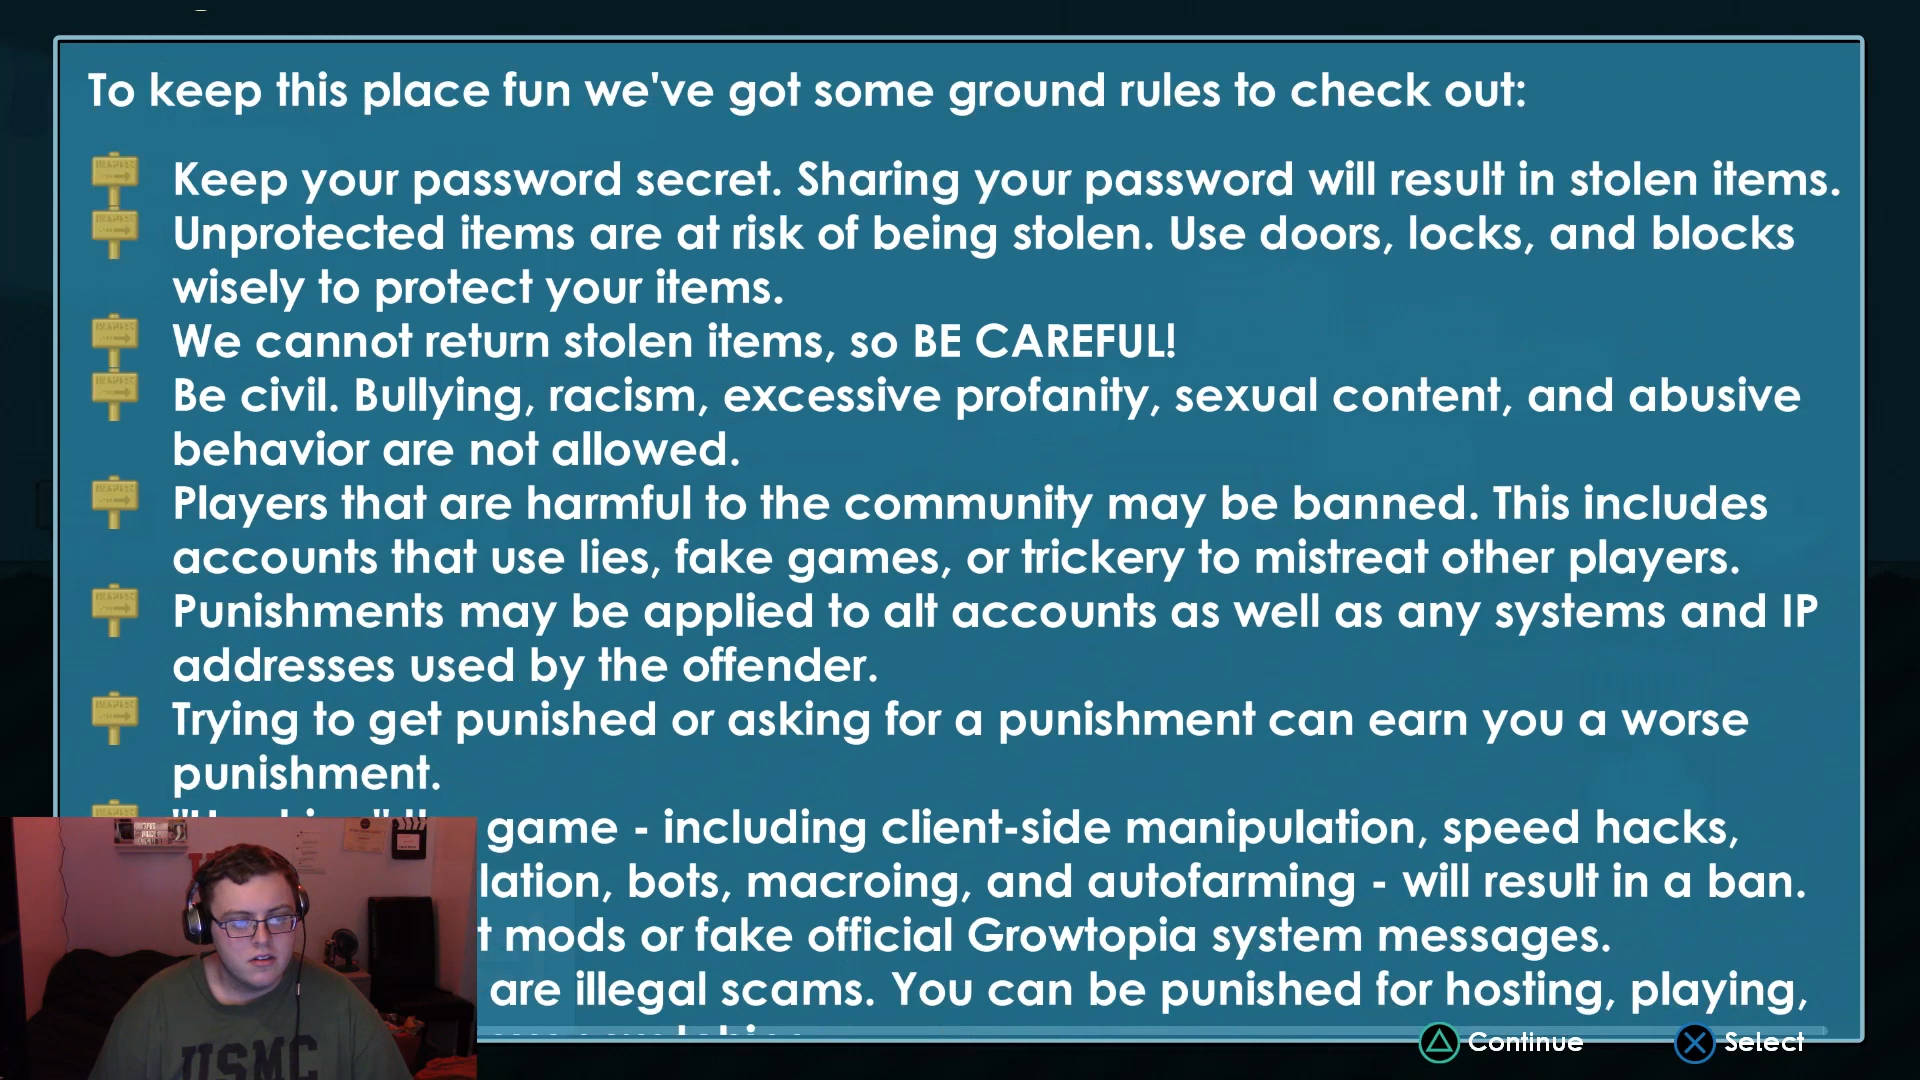 To keep this place fun we've got some ground rules to check out:
Keep your password secret. Sharing your password will result in stolen items.
Unprotected items are at risk of being stolen. Use doors, locks, and blocks
wisely to protect your items.
We cannot return stolen items, so BE CAREFUL!
Be civil. Bullying, racism, excessive profanity, sexual content, and abusive
behavior are not allowed.
Players that are harmful to the community may be banned. This includes
accounts that use lies, fake games, or trickery to mistreat other players.
Punishments may be applied to alt accounts as well as any systems and IP
addresses used by the offender.
Trying to get punished or asking for a punishment can earn you a worse
punishment.
game - including client-side manipulation, speed hacks,
lation, bots, macroing, and autofarming - will result in a ban.
t mods or fake official Growtopia system messages.
are illegal scams. You can be punished for hosting, playing,
Continue
Select
USMC